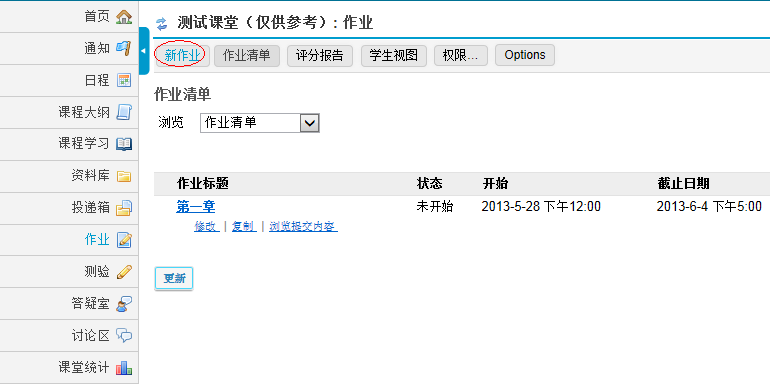 首页
通知
日程
课程大纲
课程学习
资料库
投递箱
作业
测验
答疑室
讨论区
课堂统计
测试课堂（仅供参考）: 作业
新作业 作业清单 评分报告 学生视图 权限... Options
作业清单
浏览 作业清单
作业标题 状态 开始 截止日期
第一章 未开始 2013-5-28 下午12:00 2013-6-4 下午5:00
修改 | 复制 | 浏览提交内容
更新